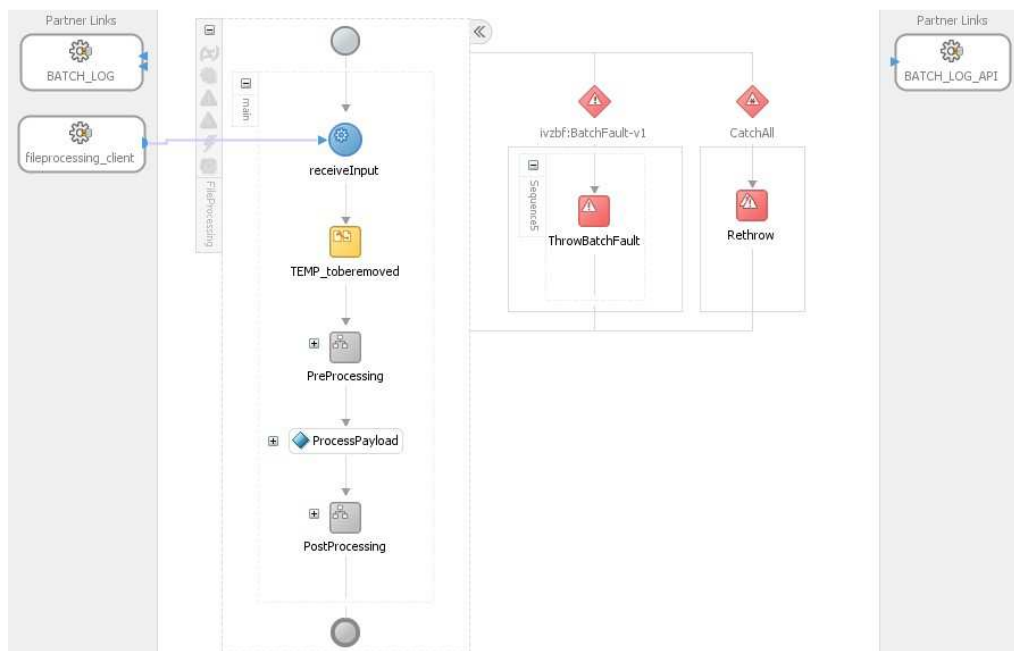 Partner Links
BATCH_LOG
fileprocessing_client
FileProcessing
main
receiveInput
TEMP_toberemoved
PreProcessing
ProcessPayload
PostProcessing
ivzbf:BatchFault-v1
CatchAll
Sequence5
ThrowBatchFault
Rethrow
Partner Links
BATCH_LOG_API